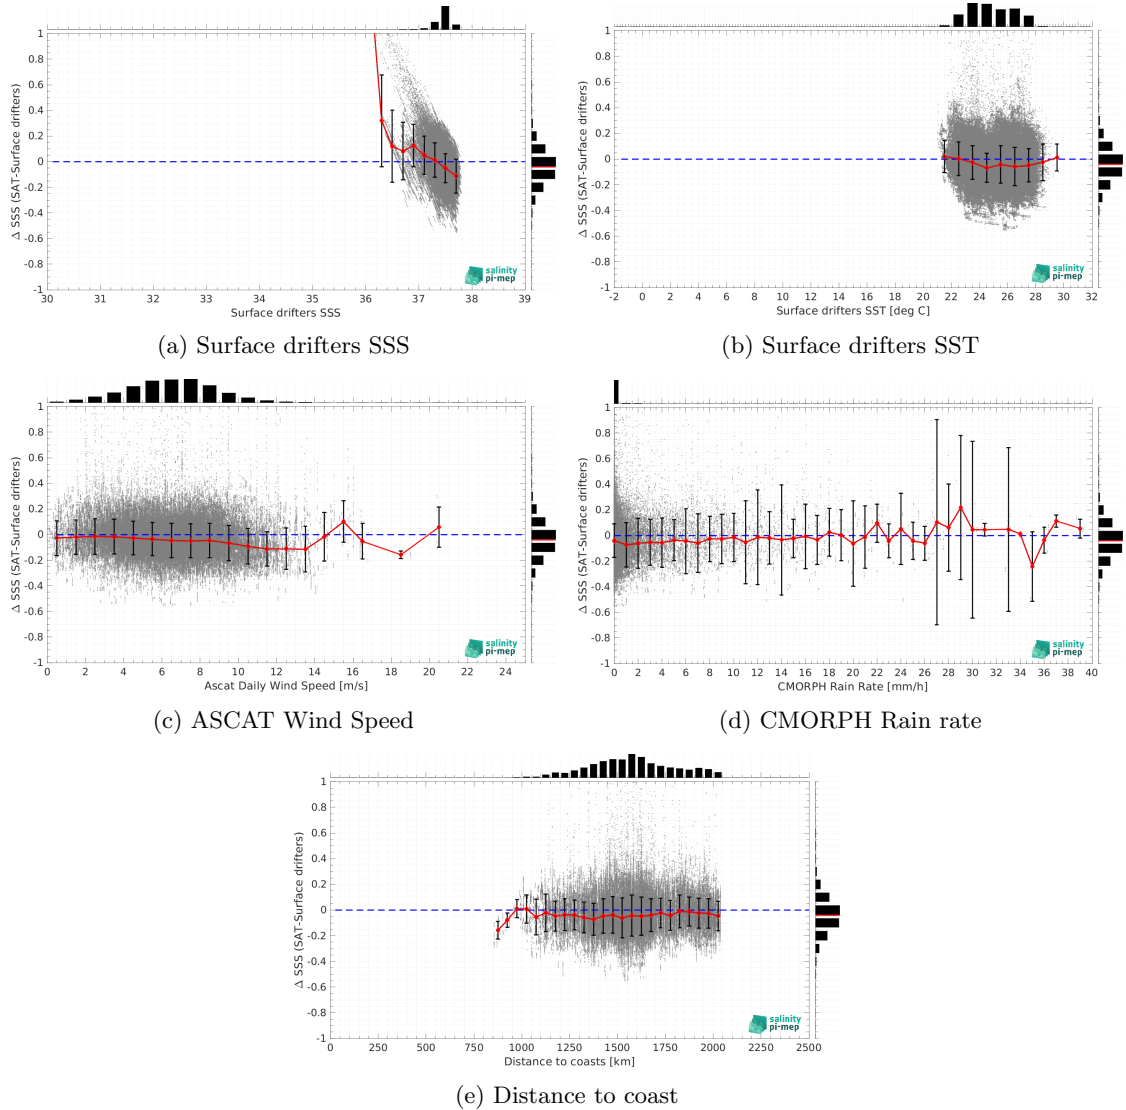 1
0.8
0.6
0.4
0.2
0
-0.2
-0.4
-0.6
-0.8
-1
Δ SSS (SAT-Surface drifters)
salinity
pi-mep
30 31 32 33 34 35 36 37 38 39
Surface drifters SSS
(a) Surface drifters SSS
1
0.8
0.6
0.4
0.2
0
-0.2
-0.4
-0.6
-0.8
-1
Δ SSS (SAT-Surface drifters)
salinity
pi-mep
-2 0 2 4 6 8 10 12 14 16 18 20 22 24 26 28 30 32
Surface drifters SST [deg C]
(b) Surface drifters SST
1
0.8
0.6
0.4
0.2
0
-0.2
-0.4
-0.6
-0.8
-1
Δ SSS (SAT-Surface drifters)
salinity
pi-mep
0 2 4 6 8 10 12 14 16 18 20 22 24
Ascat Daily Wind Speed [m/s]
(c) ASCAT Wind Speed
1
0.8
0.6
0.4
0.2
0
-0.2
-0.4
-0.6
-0.8
-1
Δ SSS (SAT-Surface drifters)
salinity
pi-mep
0 2 4 6 8 10 12 14 16 18 20 22 24 26 28 30 32 34 36 38 40
CMORPH Rain Rate [mm/h]
(d) CMORPH Rain rate
1
0.8
0.6
0.4
0.2
0
-0.2
-0.4
-0.6
-0.8
-1
Δ SSS (SAT-Surface drifters)
salinity
pi-mep
0 250 500 750 1000 1250 1500 1750 2000 2250 2500
Distance to coasts [km]
(e) Distance to coast